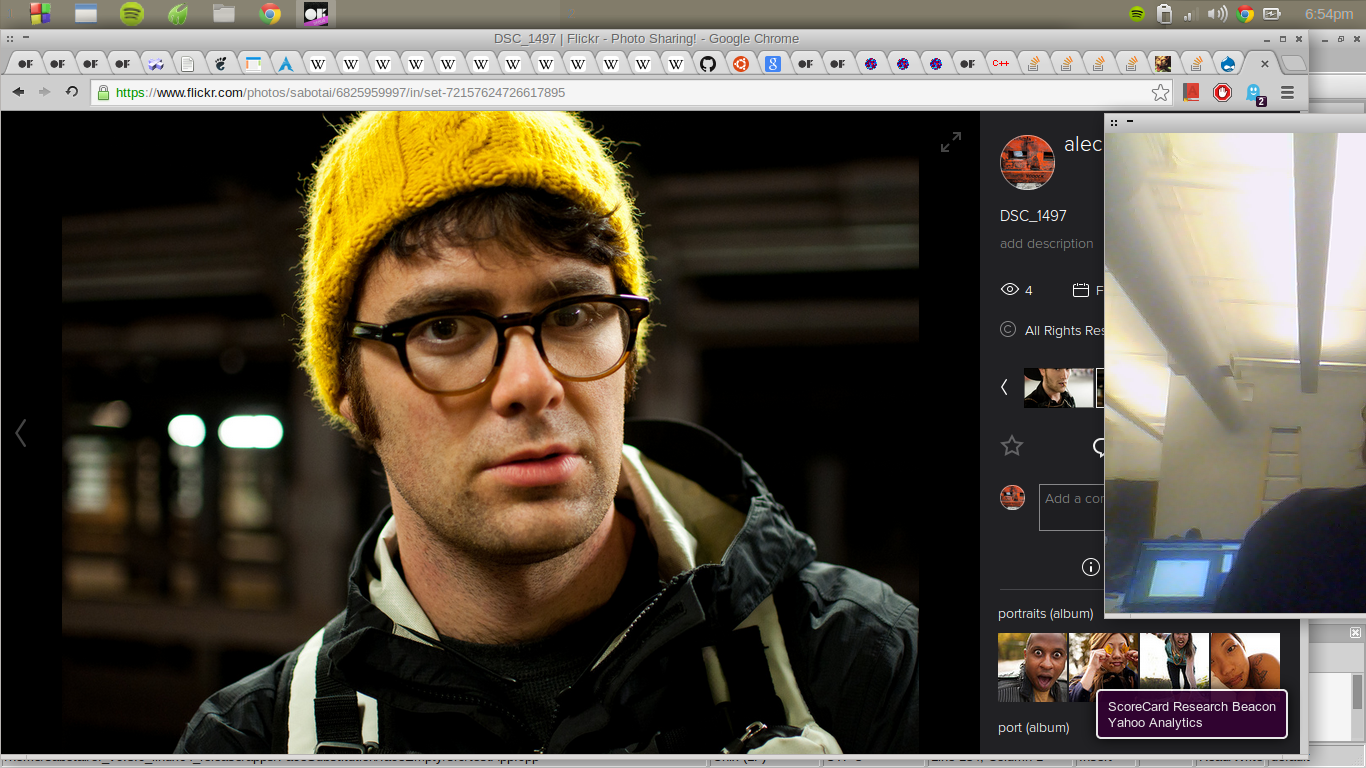 6:54pm
DSC_1497 | Flickr - Photo Sharing! - Google Chrome
OF OF OF OF W W W W W W W W W W W W OF OF OF C++
https://www.flickr.com/photos/sabotai/6825959997/in/set-72157624726617895
2
alec
DSC_1497
add description
4
F
All Rights Res
Add a cor
portraits (album)
port (album)
ScoreCard Research Beacon
Yahoo Analytics